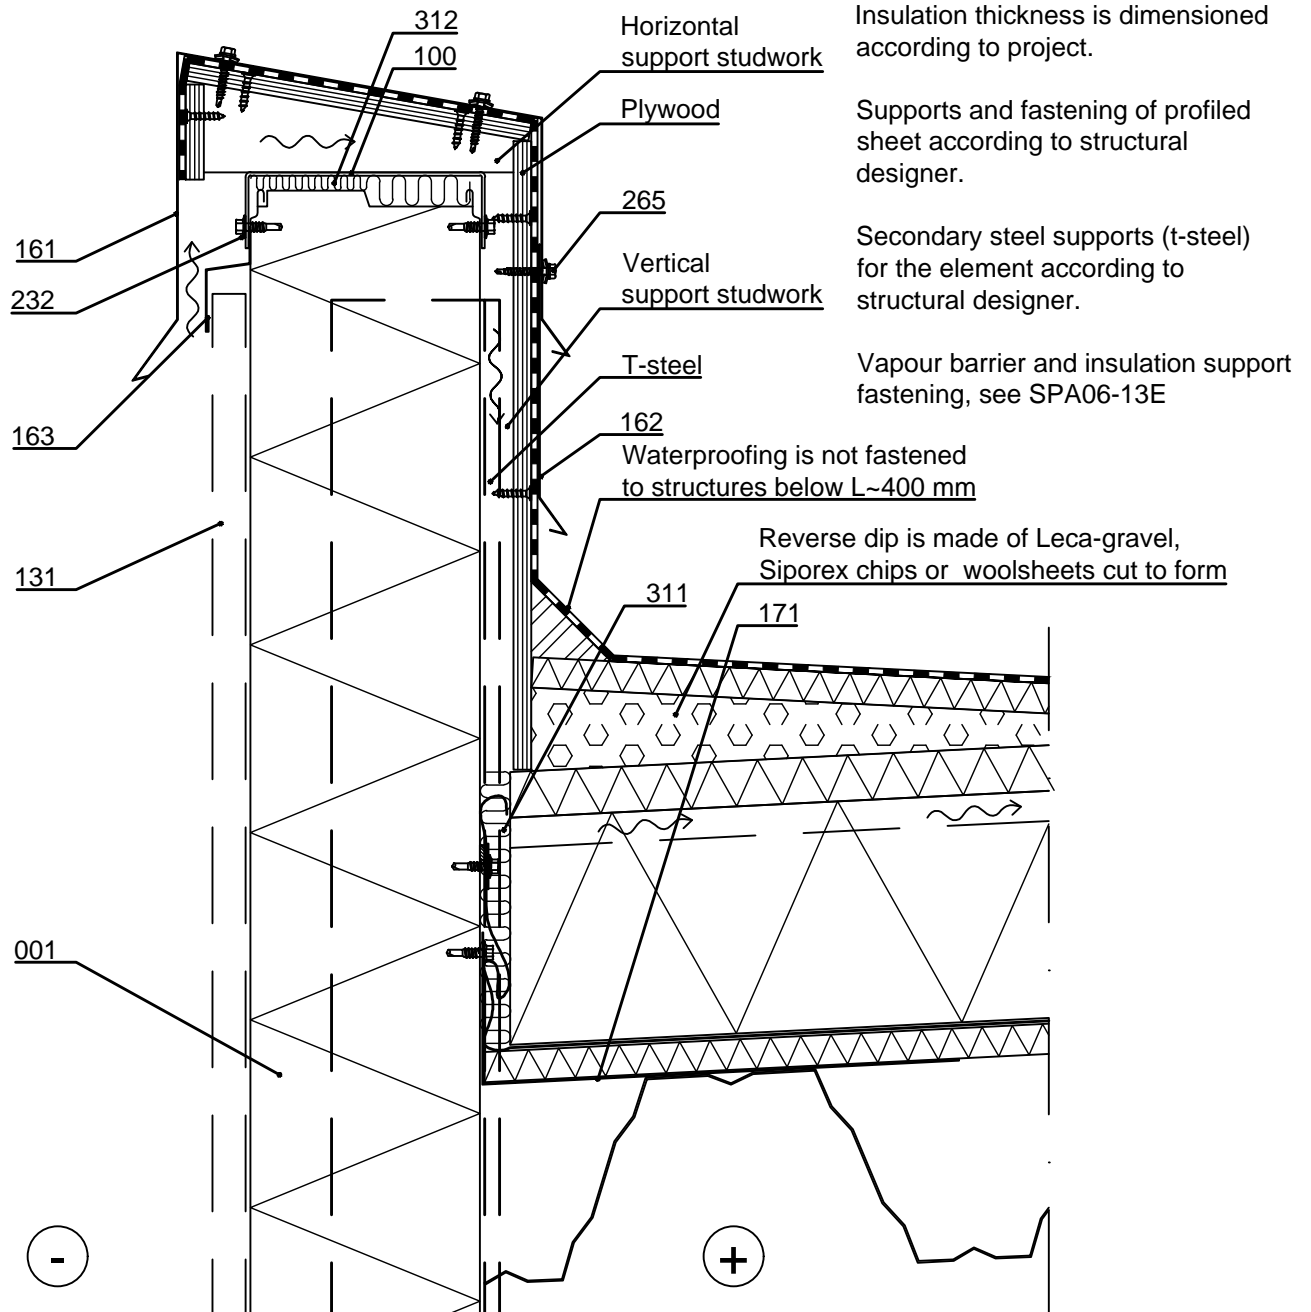 312
100
Horizontal
support studwork
Plywood
265
Vertical
support studwork
T-steel
162
Waterproofing is not fastened
to structures below L~400 mm
Reverse dip is made of Leca-gravel,
Siporex chips or woolsheets cut to form
311
171
161
232
163
131
001
Insulation thickness is dimensioned
according to project.
Supports and fastening of profiled
sheet according to structural
designer.
Secondary steel supports (t-steel)
for the element according to
structural designer.
Vapour barrier and insulation support
fastening, see SPA06-13E
-
+